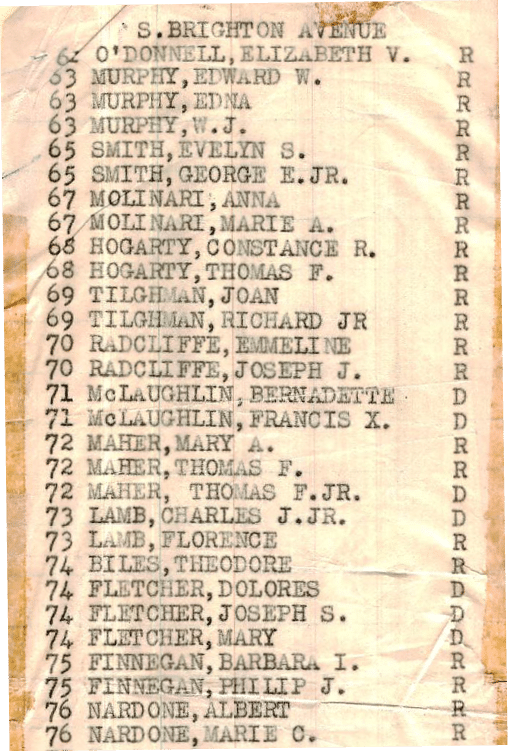 S.BRIGHTON AVENUE
62 O'DONNELL,ELIZABETH V. R
63 MURPHY,EDWARD W. R
63 MURPHY,EDNA R
63 MURPHY,W.J. R
65 SMITH,EVELYN S. R
65 SMITH,GEORGE E.JR. R
67 MOLINARI,ANNA R
67 MOLINARI,MARIE A. R
68 HOGARTY,CONSTANCE R. R
68 HOGARTY,THOMAS F. R
69 TILGHMAN,JOAN R
69 TILGHMAN,RICHARD JR R
70 RADCLIFFE,EMMELINE R
70 RADCLIFFE,JOSEPH J. R
71 McLAUGHLIN,BERNADETTE D
71 McLAUGHLIN,FRANCIS X. D
72 MAHER,MARY A. R
72 MAHER,THOMAS F. R
72 MAHER, THOMAS F.JR. D
73 LAMB,CHARLES J.JR. D
73 LAMB,FLORENCE R
74 BILES,THEODORE R
74 FLETCHER,DOLORES D
74 FLETCHER,JOSEPH S. D
74 FLETCHER,MARY D
75 FINNEGAN,BARBARA I. R
75 FINNEGAN,PHILIP J. R
76 NARDONE,ALBERT R
76 NARDONE,MARIE C. R